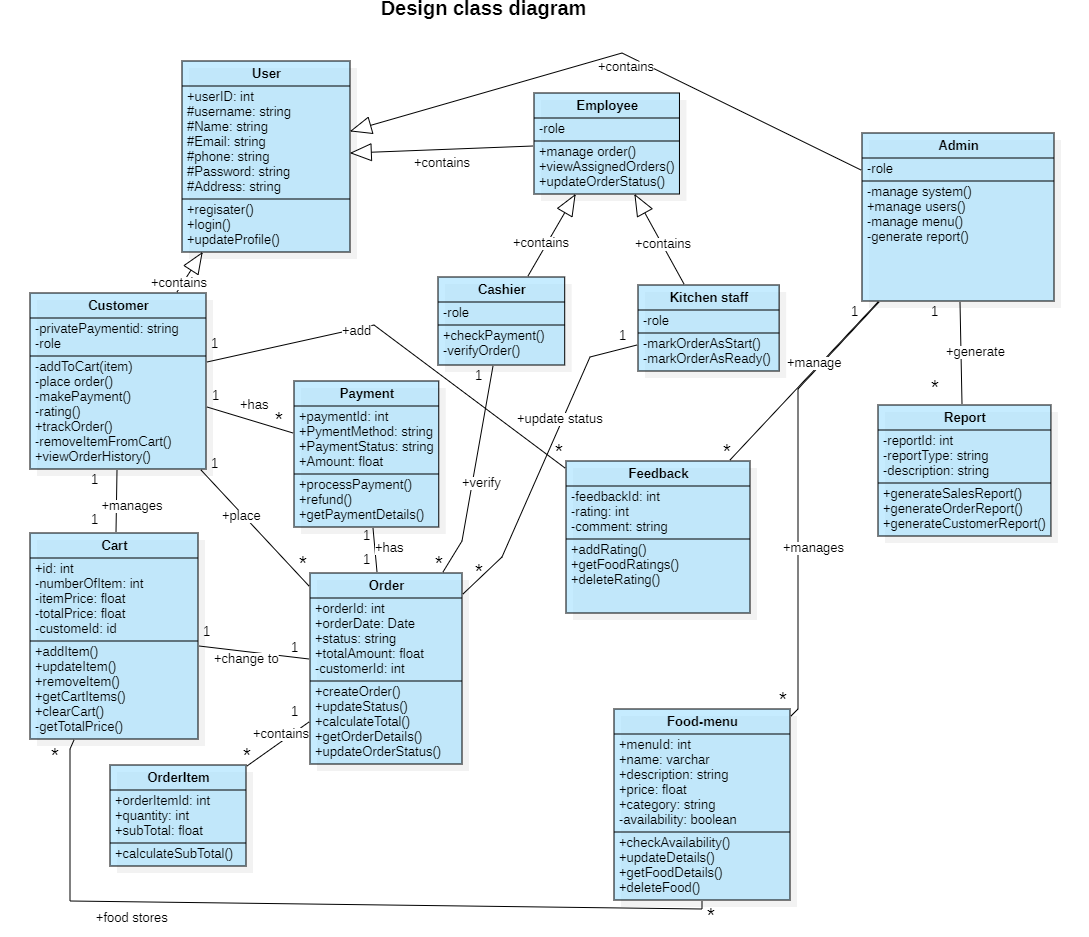 Design class diagram
User
+userID: int
#username: string
#Name: string
#Email: string
#phone: string
#Password: string
#Address: string
+regisater()
+login()
+updateProfile()
+contains
+contains
Employee
-role
+manage order()
+viewAssignedOrders()
+updateOrderStatus()
Admin
-role
-manage system()
+manage users()
-manage menu()
-generate report()
+contains
+contains
+contains
Customer
-privatePaymentid: string
-role
-addToCart(item)
-place order()
-makePayment()
-rating()
+trackOrder()
-removeItemFromCart()
+viewOrderHistory()
Cashier
-role
+checkPayment()
-verifyOrder()
Kitchen staff
-role
-markOrderAsStart()
-markOrderAsReady()
1
+add
*
1
+has
*
Payment
+paymentId: int
+PymentMethod: string
+PaymentStatus: string
+Amount: float
+processPayment()
+refund()
+getPaymentDetails()
1
+verify
*
1
+update status
*
1
+manage
*
1
+generate
*
Report
-reportId: int
-reportType: string
-description: string
+generateSalesReport()
+generateOrderReport()
+generateCustomerReport()
Feedback
-feedbackId: int
-rating: int
-comment: string
+addRating()
+getFoodRatings()
+deleteRating()
1
+place
*
1
+manages
1
1
+has
1
Cart
+id: int
-numberOfItem: int
-itemPrice: float
-totalPrice: float
-customeId: id
+addItem()
+updateItem()
+removeItem()
+getCartItems()
+clearCart()
-getTotalPrice()
Order
+orderId: int
+orderDate: Date
+status: string
+totalAmount: float
-customerId: int
+createOrder()
+updateStatus()
+calculateTotal()
+getOrderDetails()
+updateOrderStatus()
1
+change to
1
1
+contains
*
OrderItem
+orderItemId: int
+quantity: int
+subTotal: float
+calculateSubTotal()
+manages
*
Food-menu
+menuId: int
+name: varchar
+description: string
+price: float
+category: string
-availability: boolean
+checkAvailability()
+updateDetails()
+getFoodDetails()
+deleteFood()
*
+food stores
*